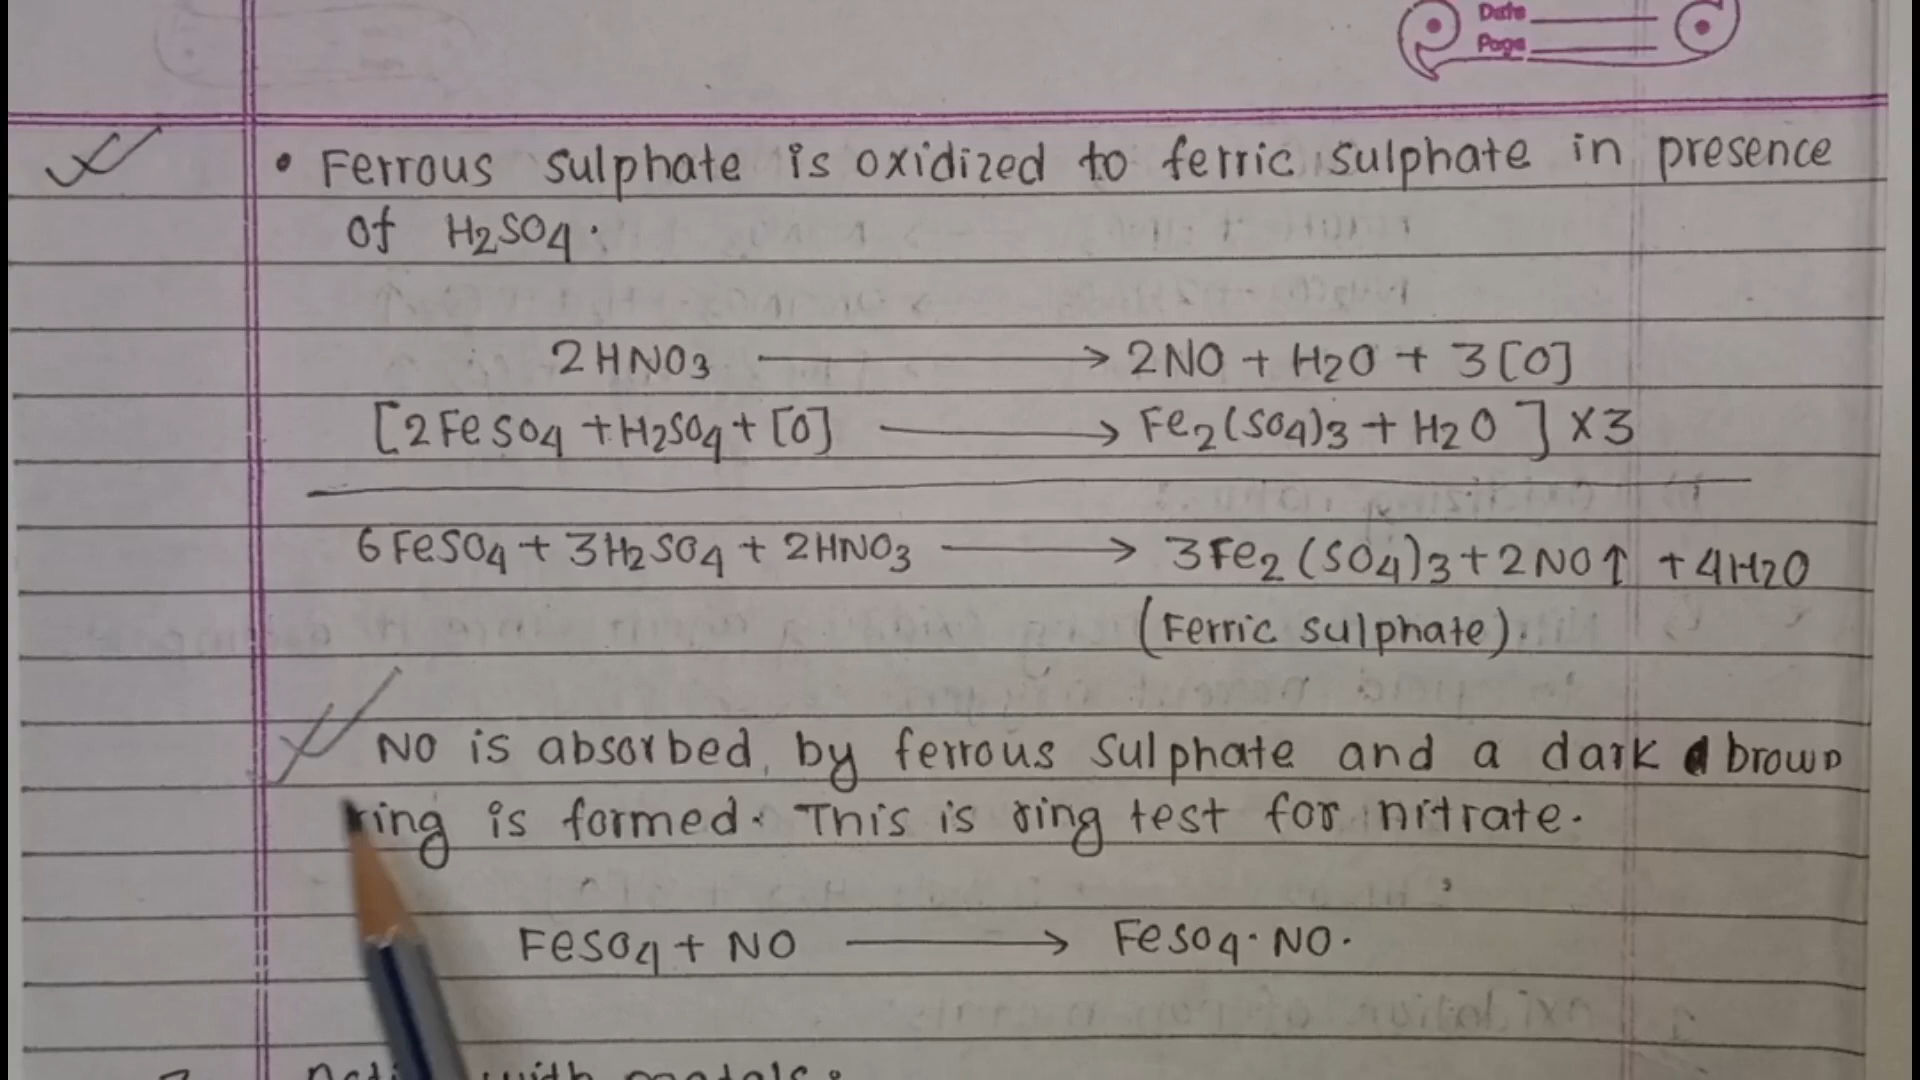 Date
Page
• Ferrous sulphate is oxidized to ferric sulphate in presence
of H2SO4.
2HNO3 → 2NO + H2O + 3[O]
[2FeSO4 + H2SO4 + [O] → Fe2(SO4)3 + H2O] × 3
6FeSO4 + 3H2SO4 + 2HNO3 → 3Fe2(SO4)3 + 2NO↑ + 4H2O
(Ferric sulphate).
NO is absorbed by ferrous sulphate and a dark brown
ring is formed. This is ring test for nitrate.
FeSO4 + NO → FeSO4·NO.
with metals: